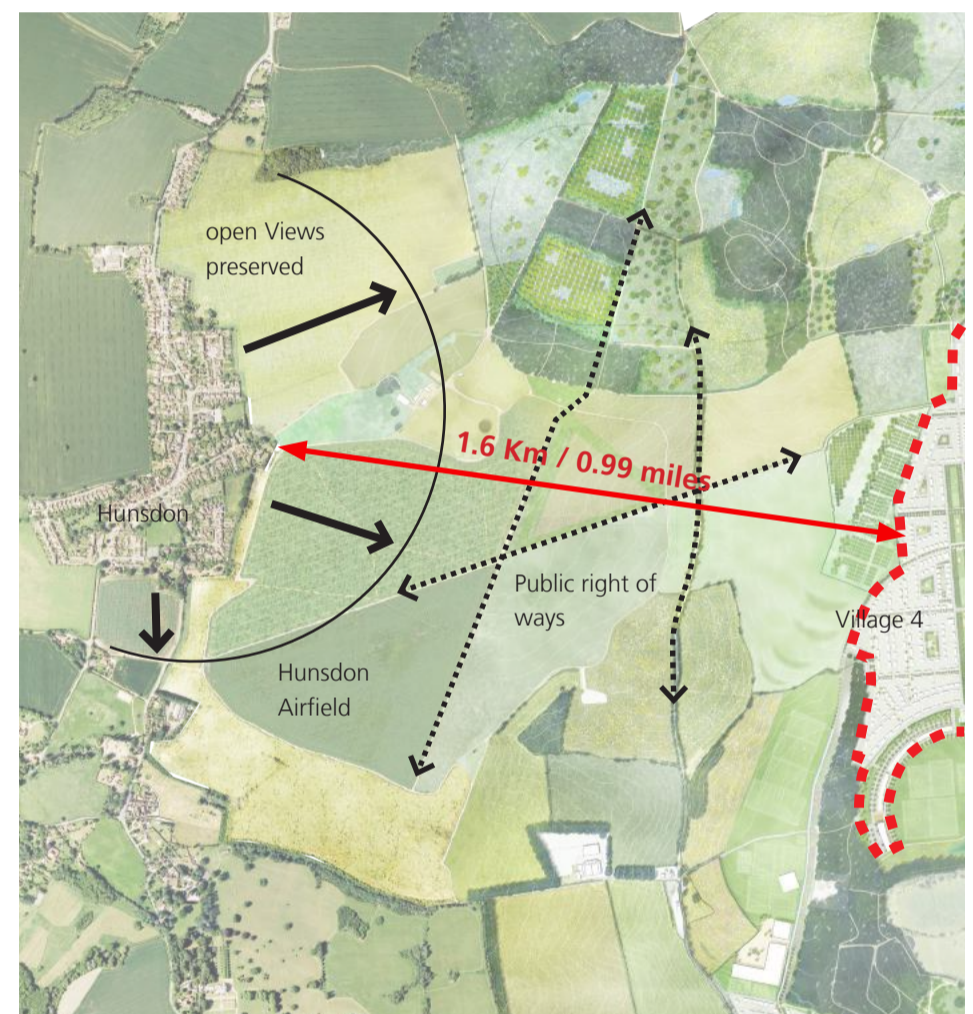 open Views
preserved
1.6 Km / 0.99 miles
Hunsdon
Public right of
ways
Village 4
Hunsdon
Airfield